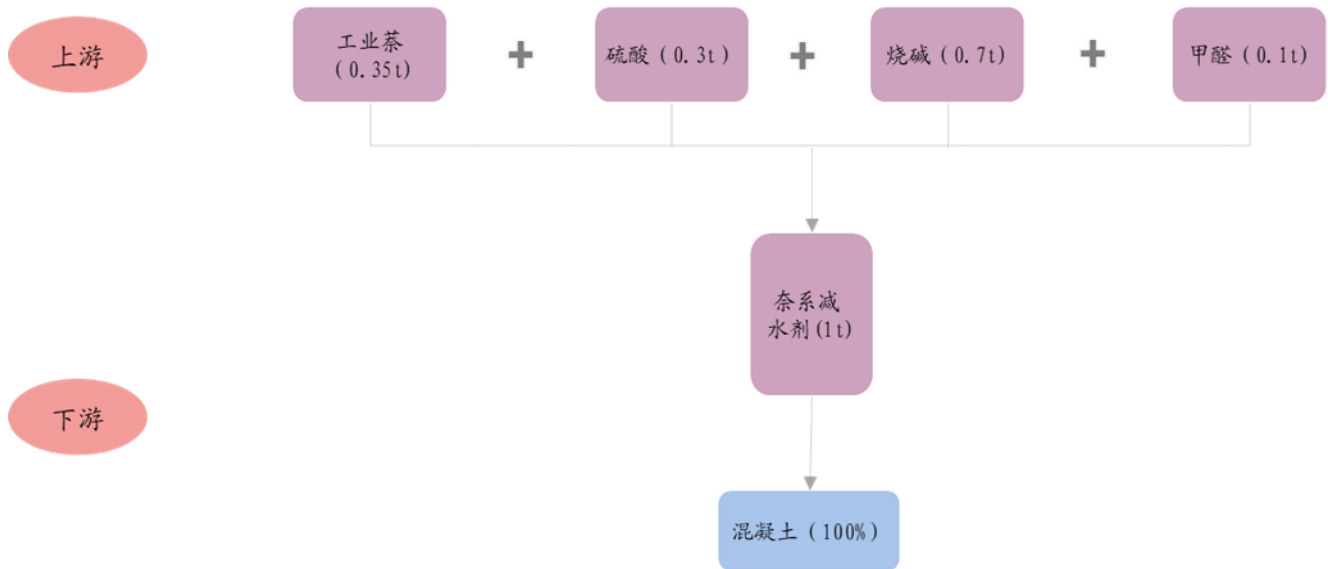 上游
工业萘
(0.35t)
硫酸(0.3t)
烧碱(0.7t)
甲醛(0.1t)
奈系减
水剂(1t)
下游
混凝土(100%)